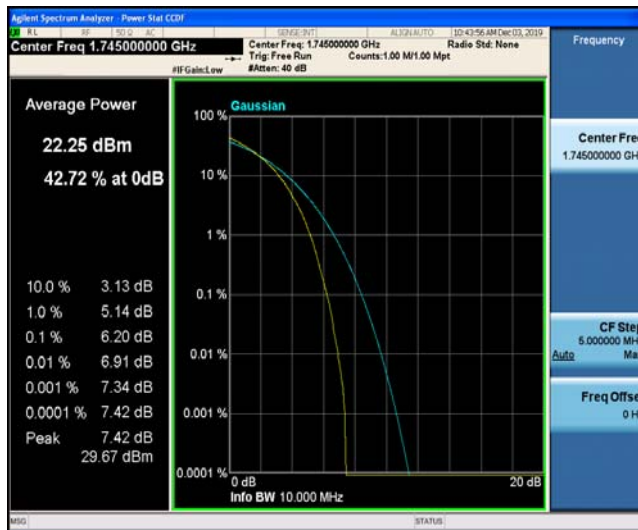 Agilent Spectrum Analyzer - Power Stat CCDF
RL RF 50 Ω AC SENSE:INT ALIGN AUTO 10:43:56 AM Dec 03, 2019
Center Freq 1.745000000 GHz
Center Freq: 1.745000000 GHz Radio Std: None
Trig: Free Run Counts:1.00 M/1.00 Mpt
#IFGain:Low #Atten: 40 dB
Frequency
Average Power
22.25 dBm
42.72 % at 0dB
10.0 % 3.13 dB
1.0 % 5.14 dB
0.1 % 6.20 dB
0.01 % 6.91 dB
0.001 % 7.34 dB
0.0001 % 7.42 dB
Peak 7.42 dB
29.67 dBm
Gaussian
100 %
10 %
1 %
0.1 %
0.01 %
0.001 %
0.0001 %
0 dB 20 dB
Info BW 10.000 MHz
Center Fre
1.745000000 GH
CF Step
5.000000 MH
Auto Ma
Freq Offse
0 H
MSG STATUS